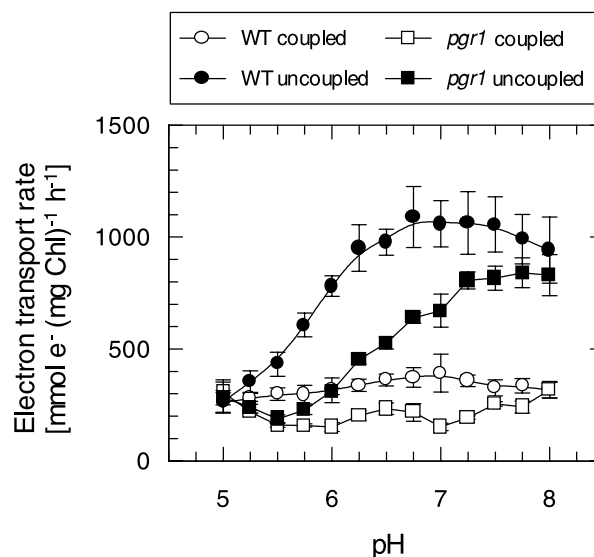 WT coupled
pgr1 coupled
WT uncoupled
pgr1 uncoupled
Electron transport rate
[mmol e⁻ (mg Chl)⁻¹ h⁻¹]
1500
1000
500
0
5
6
7
8
pH